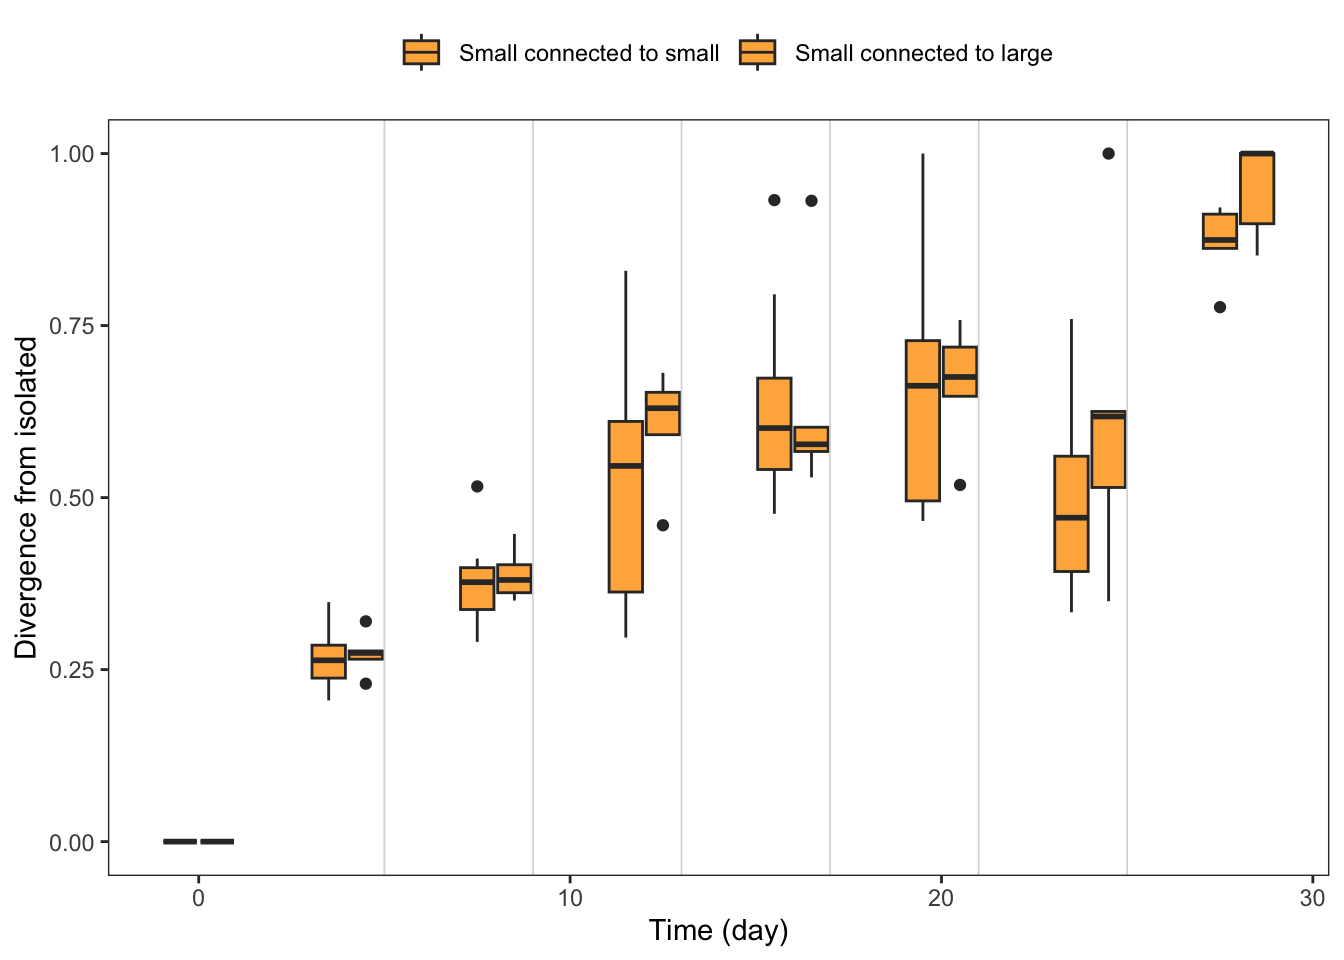 Small connected to small Small connected to large
Divergence from isolated
1.00
0.75
0.50
0.25
0.00
0 10 20 30
Time (day)